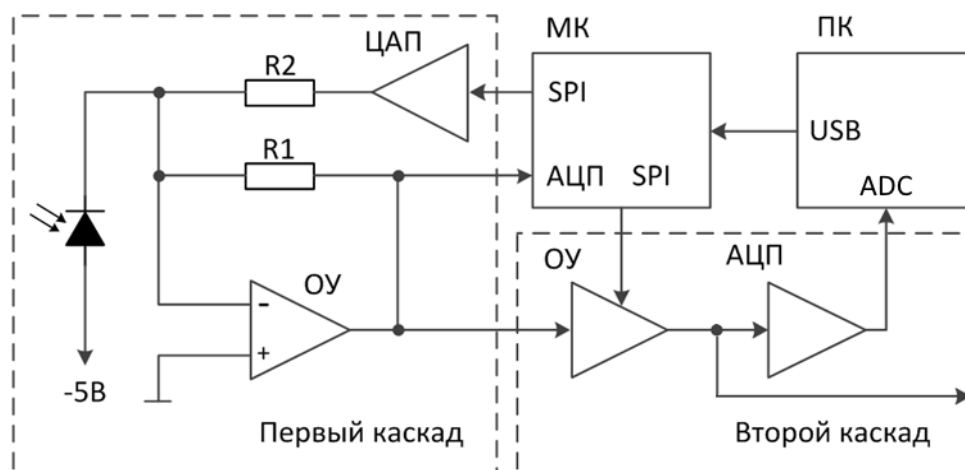 ЦАП
МК
ПК
R2
SPI
USB
R1
АЦП
SPI
ADC
ОУ
ОУ
АЦП
-
+
-5В
Первый каскад
Второй каскад